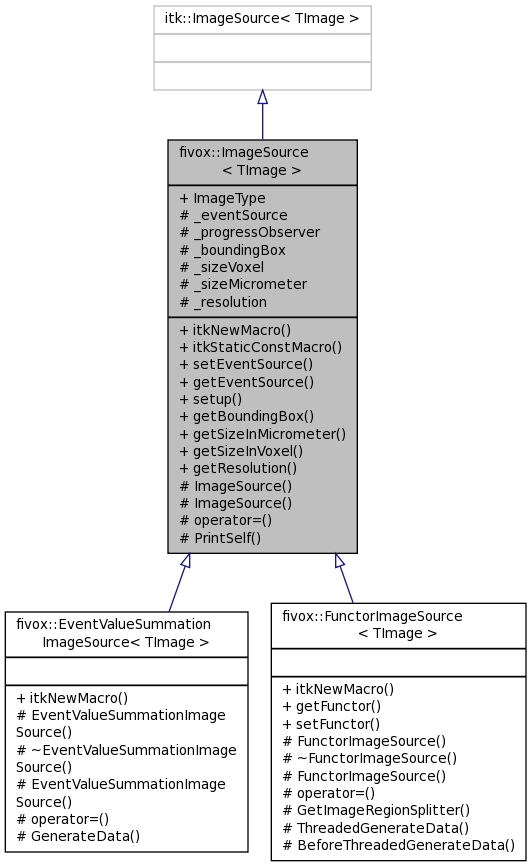 itk::ImageSource< TImage >
fivox::ImageSource
< TImage >
+ ImageType
# _eventSource
# _progressObserver
# _boundingBox
# _sizeVoxel
# _sizeMicrometer
# _resolution
+ itkNewMacro()
+ itkStaticConstMacro()
+ setEventSource()
+ getEventSource()
+ setup()
+ getBoundingBox()
+ getSizeInMicrometer()
+ getSizeInVoxel()
+ getResolution()
# ImageSource()
# ImageSource()
# operator=()
# PrintSelf()
fivox::EventValueSummation
ImageSource< TImage >
+ itkNewMacro()
# EventValueSummationImage
Source()
# ~EventValueSummationImage
Source()
# EventValueSummationImage
Source()
# operator=()
# GenerateData()
fivox::FunctorImageSource
< TImage >
+ itkNewMacro()
+ getFunctor()
+ setFunctor()
# FunctorImageSource()
# ~FunctorImageSource()
# FunctorImageSource()
# operator=()
# GetImageRegionSplitter()
# ThreadedGenerateData()
# BeforeThreadedGenerateData()